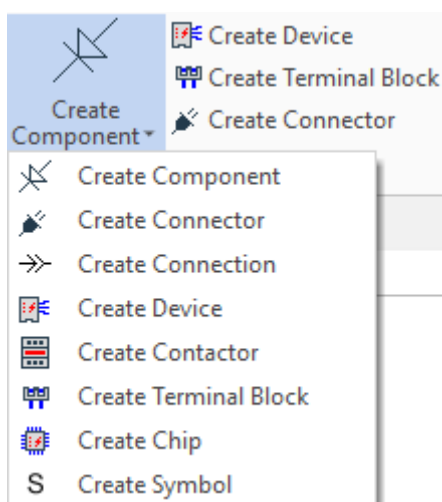 Create Device
Create Terminal Block
Create
Component
Create Connector
Create Component
Create Connector
Create Connection
Create Device
Create Contactor
Create Terminal Block
Create Chip
S Create Symbol